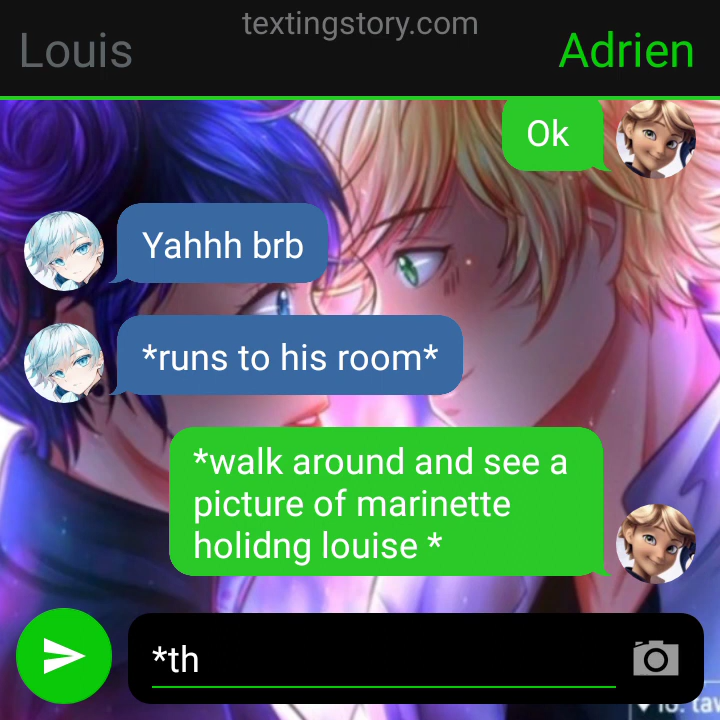 textingstory.com
Louis
Adrien
Ok
Yahhh brb
*runs to his room*
*walk around and see a
picture of marinette
holidng louise *
*th